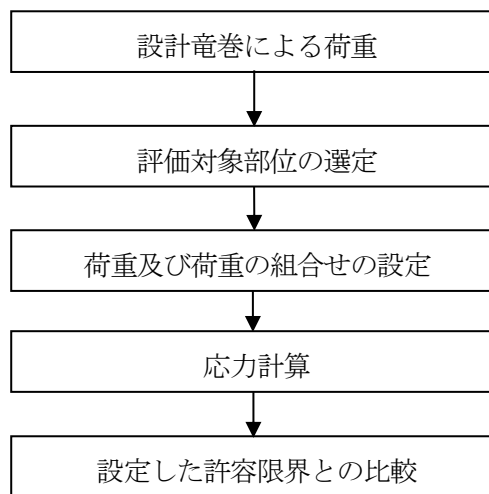 設計竜巻による荷重
評価対象部位の選定
荷重及び荷重の組合せの設定
応力計算
設定した許容限界との比較